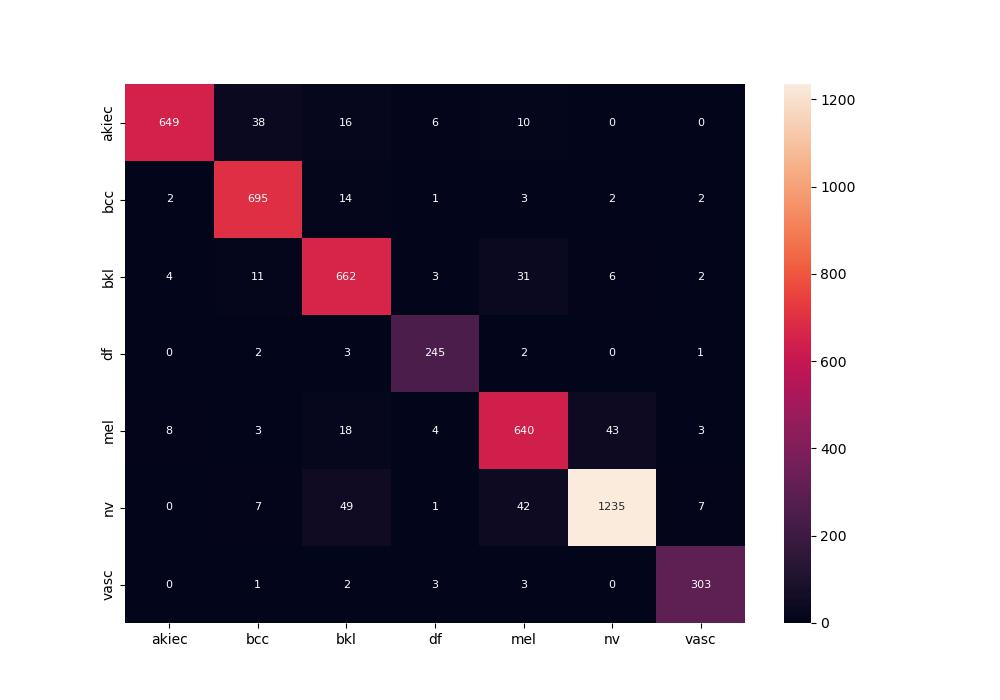 akiec 649 38 16 6 10 0 0
bcc 2 695 14 1 3 2 2
bkl 4 11 662 3 31 6 2
df 0 2 3 245 2 0 1
mel 8 3 18 4 640 43 3
nv 0 7 49 1 42 1235 7
vasc 0 1 2 3 3 0 303
akiec bcc bkl df mel nv vasc
1200
1000
800
600
400
200
0